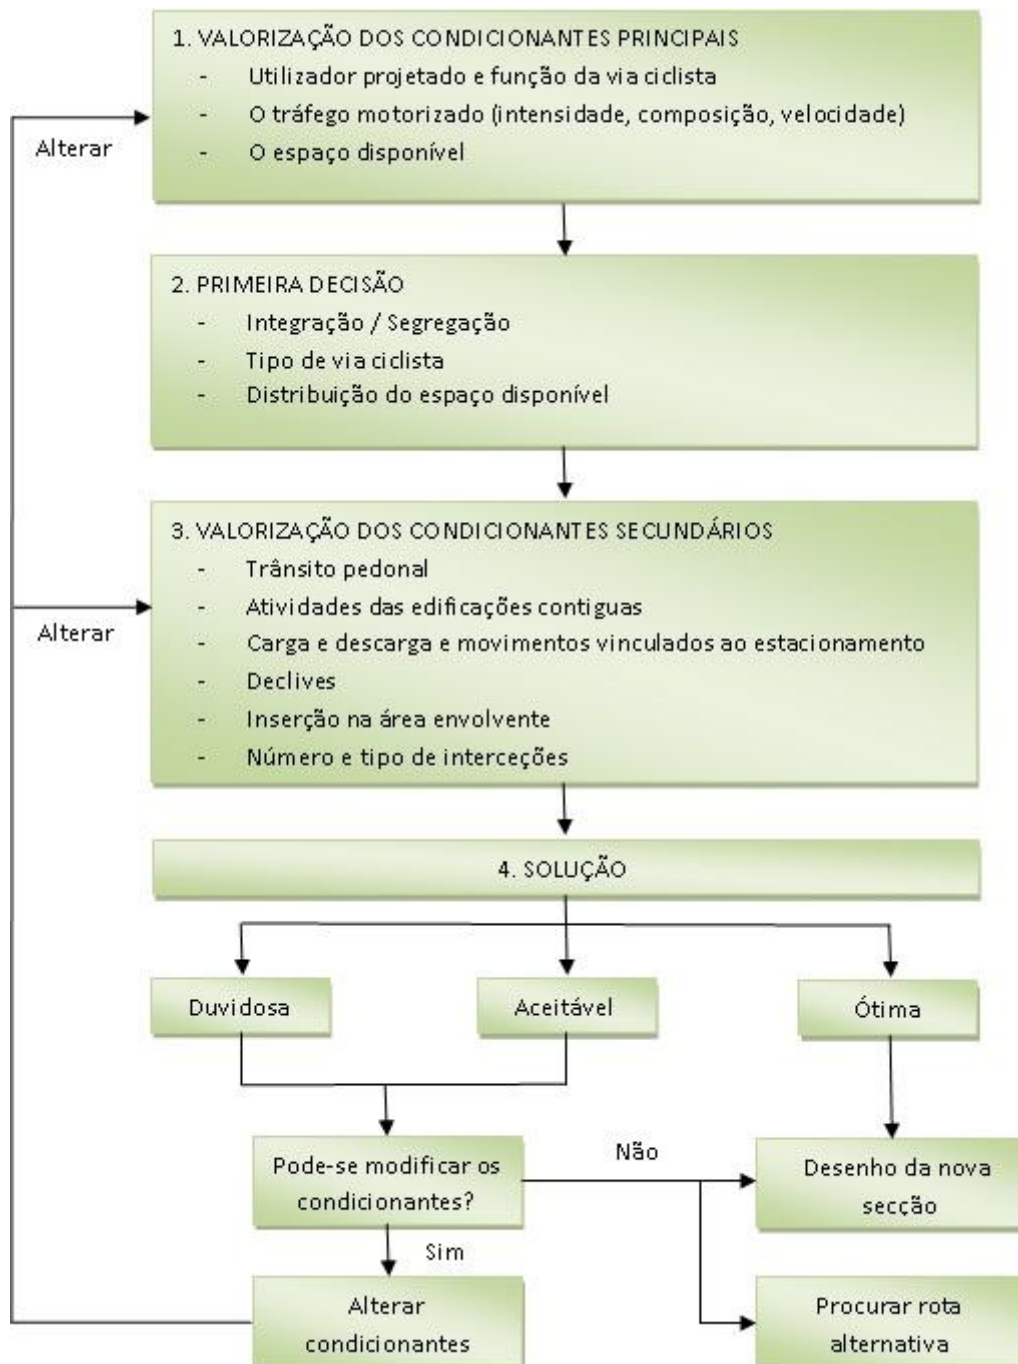 1. VALORIZAÇÃO DOS CONDICIONANTES PRINCIPAIS
- Utilizador projetado e função da via ciclista
- O tráfego motorizado (intensidade, composição, velocidade)
- O espaço disponível
Alterar
2. PRIMEIRA DECISÃO
- Integração / Segregação
- Tipo de via ciclista
- Distribuição do espaço disponível
3. VALORIZAÇÃO DOS CONDICIONANTES SECUNDÁRIOS
- Trânsito pedonal
- Atividades das edificações contiguas
- Carga e descarga e movimentos vinculados ao estacionamento
- Declives
- Inserção na área envolvente
- Número e tipo de interceções
Alterar
4. SOLUÇÃO
Duvidosa
Aceitável
Ótima
Pode-se modificar os
condicionantes?
Não
Desenho da nova
secção
Sim
Alterar
condicionantes
Procurar rota
alternativa